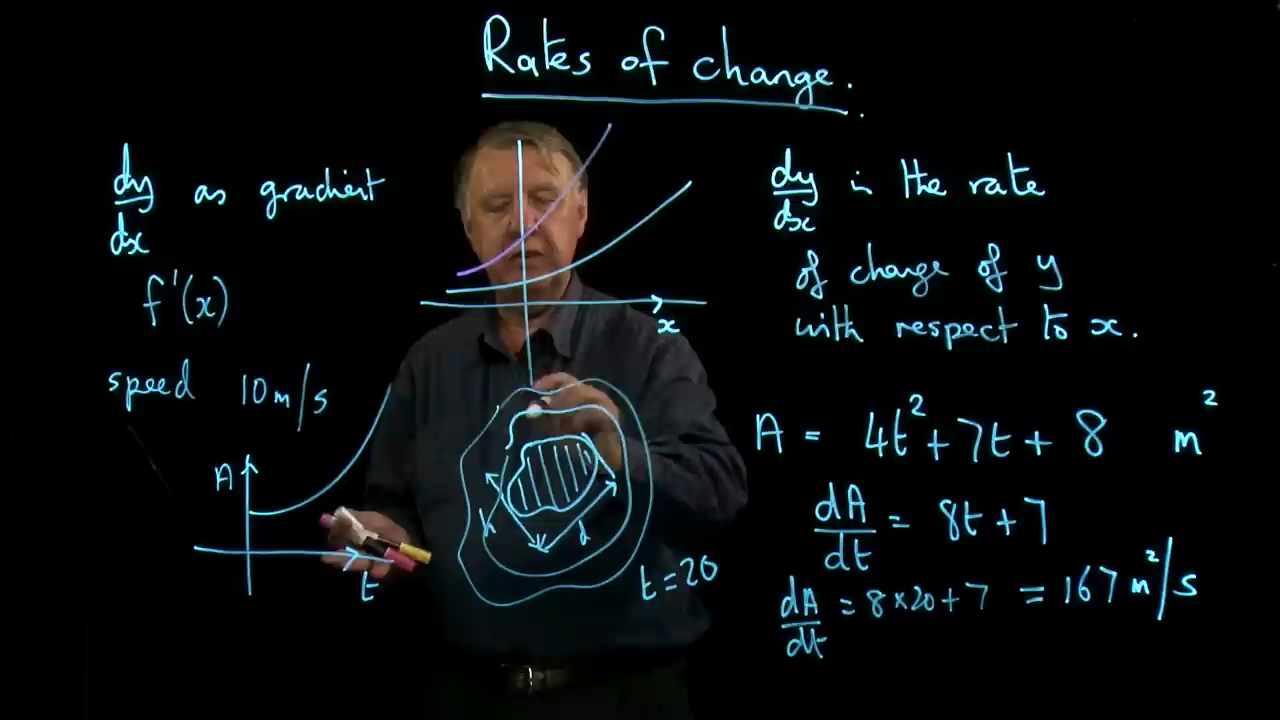 Rates of change.
dy/dx as gradient
f'(x)
speed 10 m/s
A
t
x
t = 20
dy/dx is the rate
of change of y
with respect to x.
A = 4t² + 7t + 8 m²
dA/dt = 8t + 7
dA/dt = 8 × 20 + 7 = 167 m²/s